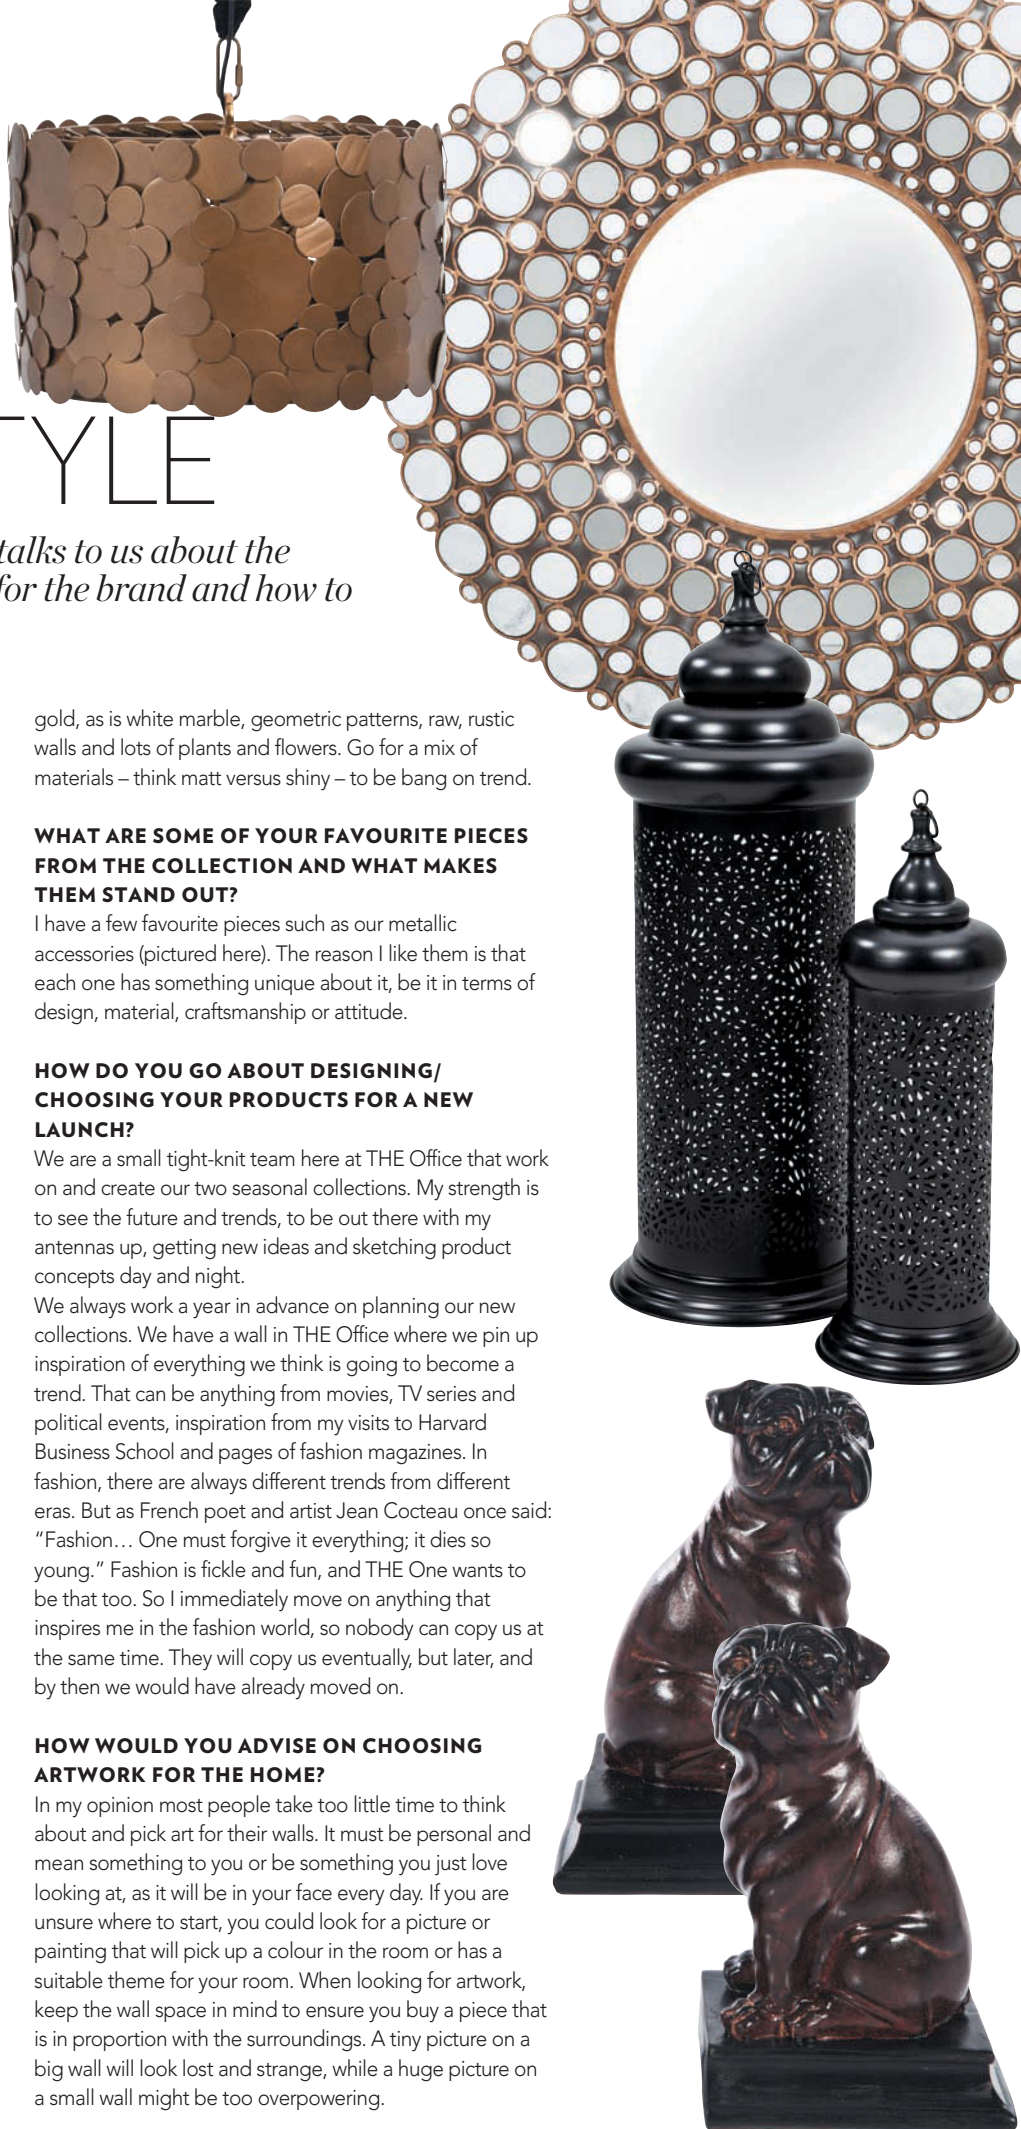 TYLE
talks to us about the
for the brand and how to
gold, as is white marble, geometric patterns, raw, rustic
walls and lots of plants and flowers. Go for a mix of
materials – think matt versus shiny – to be bang on trend.
WHAT ARE SOME OF YOUR FAVOURITE PIECES
FROM THE COLLECTION AND WHAT MAKES
THEM STAND OUT?
I have a few favourite pieces such as our metallic
accessories (pictured here). The reason I like them is that
each one has something unique about it, be it in terms of
design, material, craftsmanship or attitude.
HOW DO YOU GO ABOUT DESIGNING/
CHOOSING YOUR PRODUCTS FOR A NEW
LAUNCH?
We are a small tight-knit team here at THE Office that work
on and create our two seasonal collections. My strength is
to see the future and trends, to be out there with my
antennas up, getting new ideas and sketching product
concepts day and night.
We always work a year in advance on planning our new
collections. We have a wall in THE Office where we pin up
inspiration of everything we think is going to become a
trend. That can be anything from movies, TV series and
political events, inspiration from my visits to Harvard
Business School and pages of fashion magazines. In
fashion, there are always different trends from different
eras. But as French poet and artist Jean Cocteau once said:
“Fashion… One must forgive it everything; it dies so
young.” Fashion is fickle and fun, and THE One wants to
be that too. So I immediately move on anything that
inspires me in the fashion world, so nobody can copy us at
the same time. They will copy us eventually, but later, and
by then we would have already moved on.
HOW WOULD YOU ADVISE ON CHOOSING
ARTWORK FOR THE HOME?
In my opinion most people take too little time to think
about and pick art for their walls. It must be personal and
mean something to you or be something you just love
looking at, as it will be in your face every day. If you are
unsure where to start, you could look for a picture or
painting that will pick up a colour in the room or has a
suitable theme for your room. When looking for artwork,
keep the wall space in mind to ensure you buy a piece that
is in proportion with the surroundings. A tiny picture on a
big wall will look lost and strange, while a huge picture on
a small wall might be too overpowering.